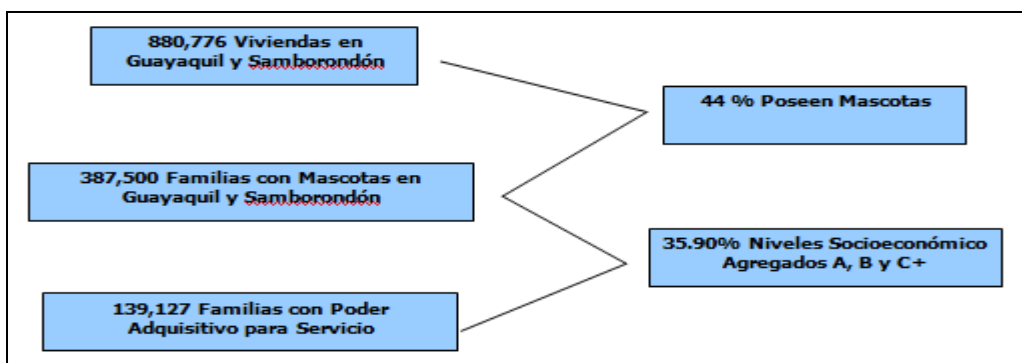 880,776 Viviendas en
Guayaquil y Samborondón
44 % Poseen Mascotas
387,500 Familias con Mascotas en
Guayaquil y Samborondón
35.90% Niveles Socioeconómico
Agregados A, B y C+
139,127 Familias con Poder
Adquisitivo para Servicio